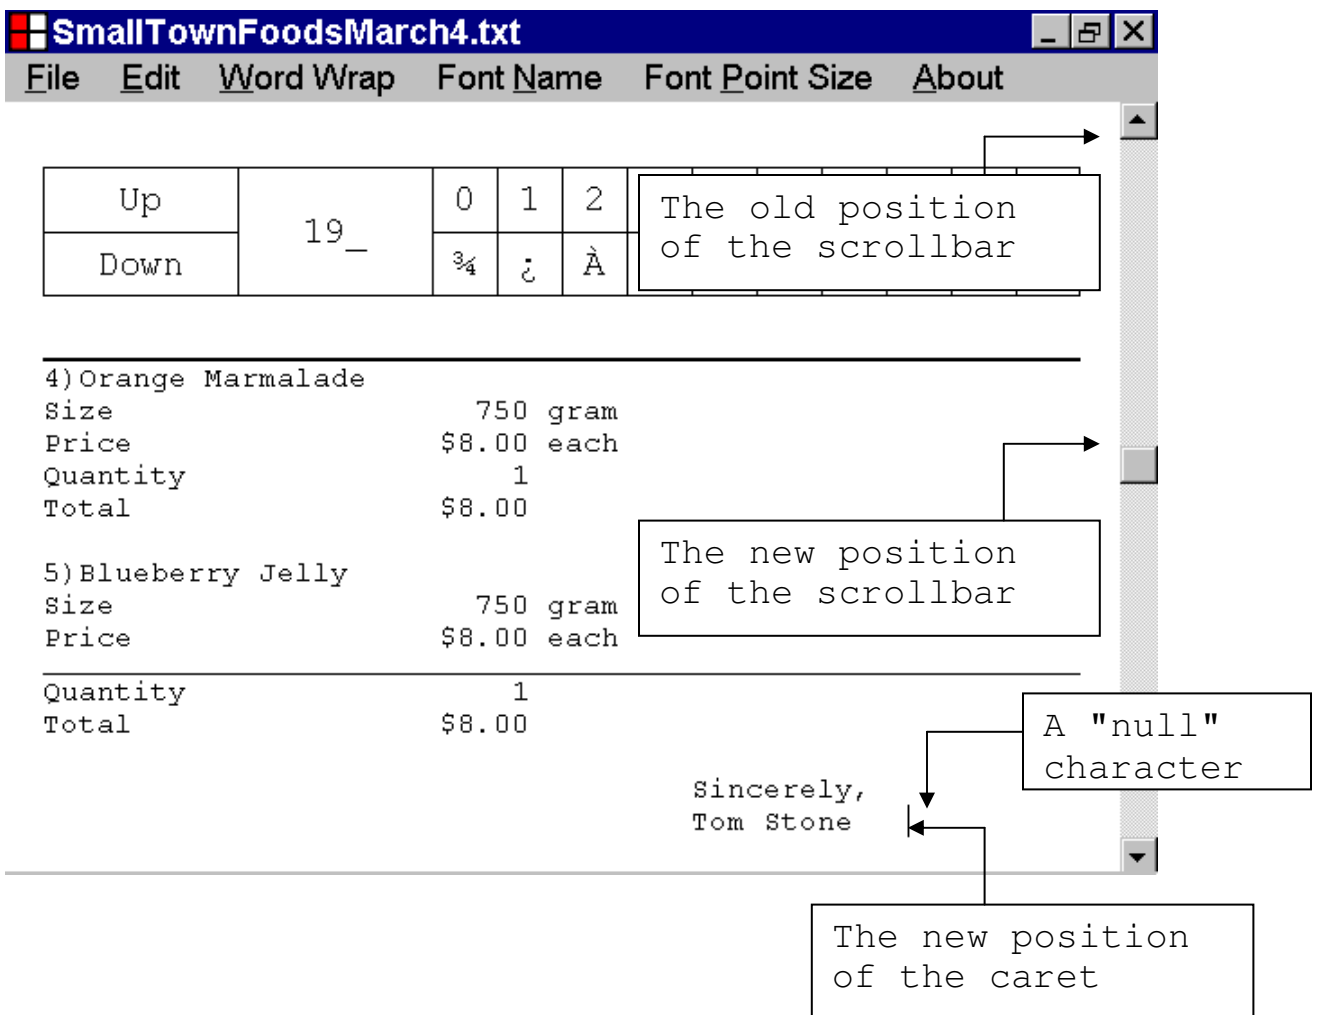 SmallTownFoodsMarch4.txt
File Edit Word Wrap Font Name Font Point Size About
Up 19_ 0 1 2
Down ¾ ¿ À
The old position
of the scrollbar
4)Orange Marmalade
Size 750 gram
Price $8.00 each
Quantity 1
Total $8.00
The new position
of the scrollbar
5)Blueberry Jelly
Size 750 gram
Price $8.00 each
Quantity 1
Total $8.00
A "null"
character
Sincerely,
Tom Stone
The new position
of the caret